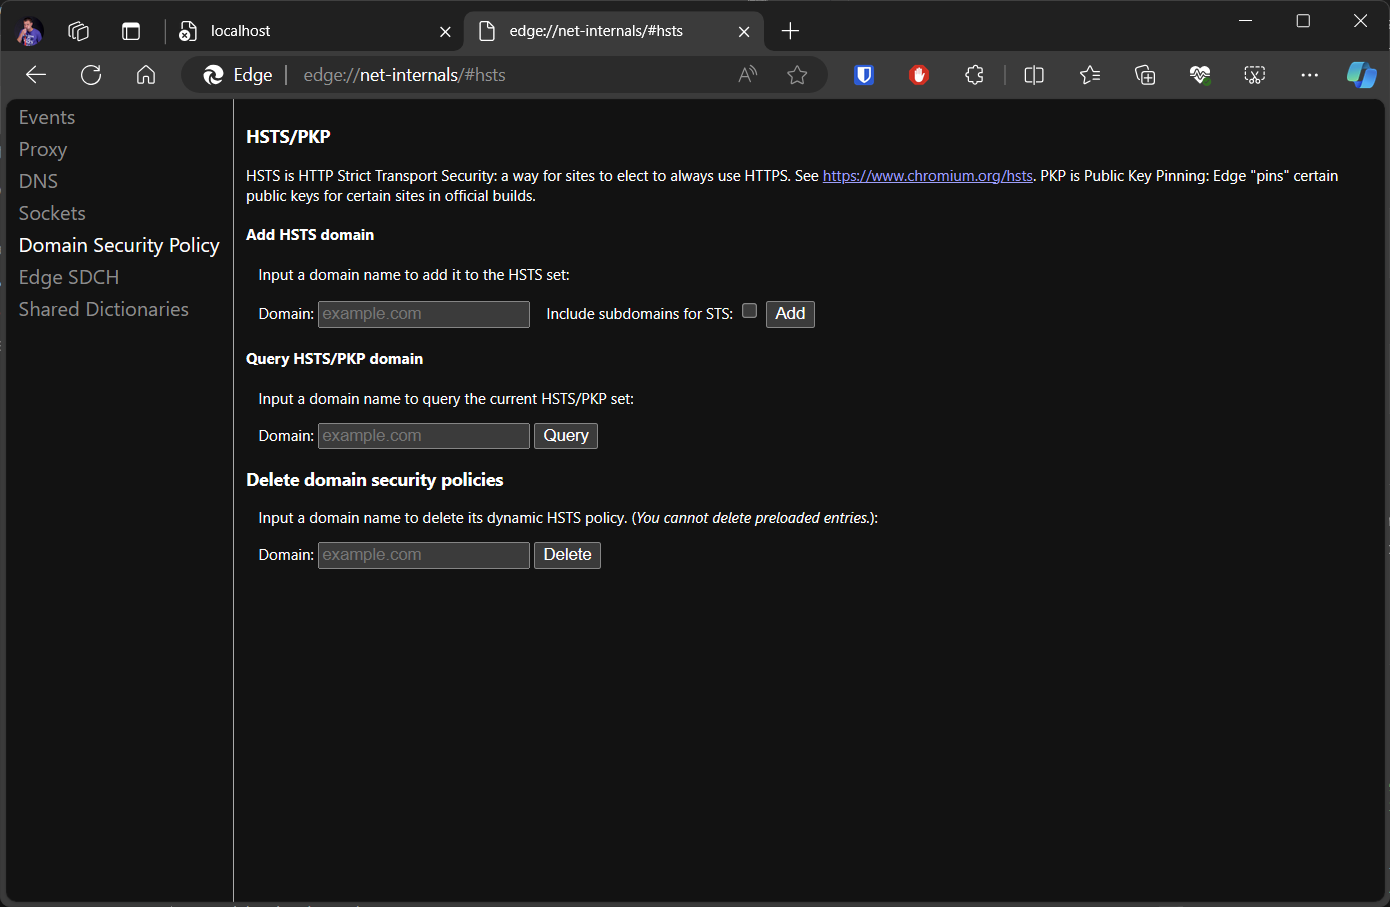 localhost
edge://net-internals/#hsts
Edge
edge://net-internals/#hsts
Events
Proxy
DNS
Sockets
Domain Security Policy
Edge SDCH
Shared Dictionaries
HSTS/PKP
HSTS is HTTP Strict Transport Security: a way for sites to elect to always use HTTPS. See https://www.chromium.org/hsts. PKP is Public Key Pinning: Edge "pins" certain
public keys for certain sites in official builds.
Add HSTS domain
Input a domain name to add it to the HSTS set:
Domain: example.com Include subdomains for STS: Add
Query HSTS/PKP domain
Input a domain name to query the current HSTS/PKP set:
Domain: example.com Query
Delete domain security policies
Input a domain name to delete its dynamic HSTS policy. (You cannot delete preloaded entries.):
Domain: example.com Delete